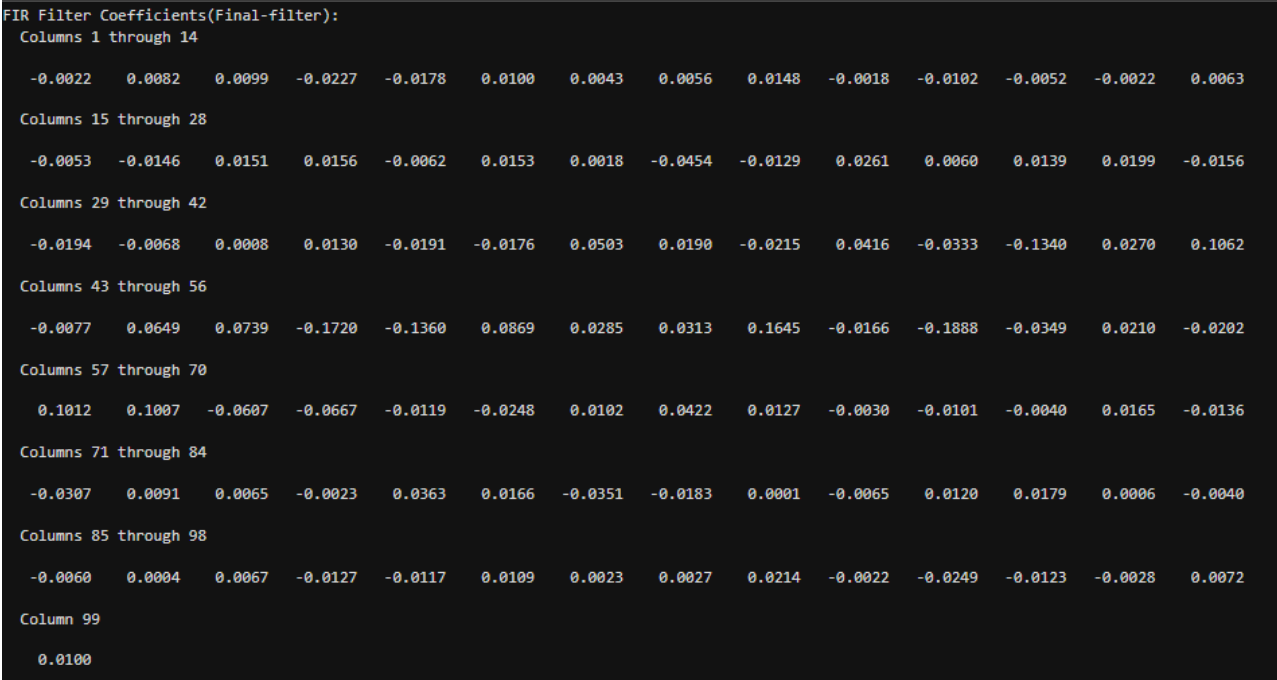 FIR Filter Coefficients(Final-filter):
Columns 1 through 14
-0.0022 0.0082 0.0099 -0.0227 -0.0178 0.0100 0.0043 0.0056 0.0148 -0.0018 -0.0102 -0.0052 -0.0022 0.0063
Columns 15 through 28
-0.0053 -0.0146 0.0151 0.0156 -0.0062 0.0153 0.0018 -0.0454 -0.0129 0.0261 0.0060 0.0139 0.0199 -0.0156
Columns 29 through 42
-0.0194 -0.0068 0.0008 0.0130 -0.0191 -0.0176 0.0503 0.0190 -0.0215 0.0416 -0.0333 -0.1340 0.0270 0.1062
Columns 43 through 56
-0.0077 0.0649 0.0739 -0.1720 -0.1360 0.0869 0.0285 0.0313 0.1645 -0.0166 -0.1888 -0.0349 0.0210 -0.0202
Columns 57 through 70
0.1012 0.1007 -0.0607 -0.0667 -0.0119 -0.0248 0.0102 0.0422 0.0127 -0.0030 -0.0101 -0.0040 0.0165 -0.0136
Columns 71 through 84
-0.0307 0.0091 0.0065 -0.0023 0.0363 0.0166 -0.0351 -0.0183 0.0001 -0.0065 0.0120 0.0179 0.0006 -0.0040
Columns 85 through 98
-0.0060 0.0004 0.0067 -0.0127 -0.0117 0.0109 0.0023 0.0027 0.0214 -0.0022 -0.0249 -0.0123 -0.0028 0.0072
Column 99
0.0100